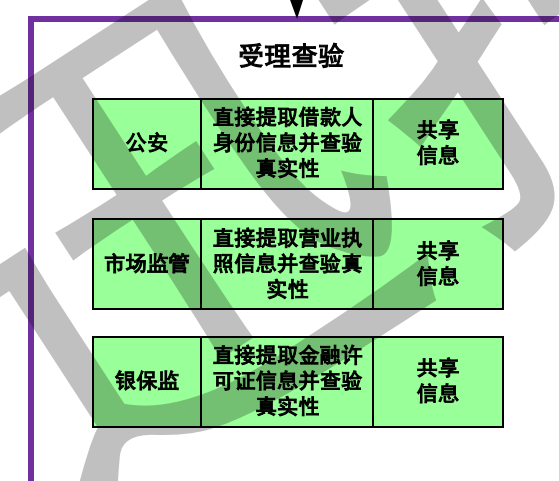 受理查验
公安
直接提取借款人
身份信息并查验
真实性
共享
信息
市场监管
直接提取营业执
照信息并查验真
实性
共享
信息
银保监
直接提取金融许
可证信息并查验
真实性
共享
信息